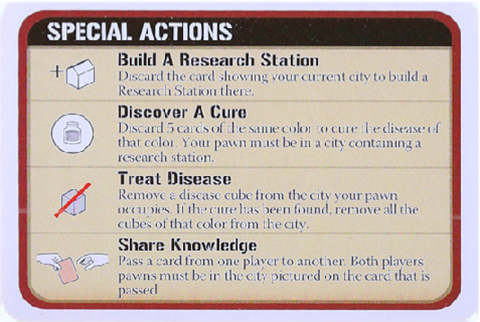 SPECIAL ACTIONS
Build A Research Station
Discard the card showing your current city to build a
Research Station there.
Discover A Cure
Discard 5 cards of the same color to cure the disease of
that color. Your pawn must be in a city containing a
research station.
Treat Disease
Remove a disease cube from the city your pawn
occupies. If the cure has been found, remove all the
cubes of that color from the city.
Share Knowledge
Pass a card from one player to another. Both players
pawns must be in the city pictured on the card that is
passed